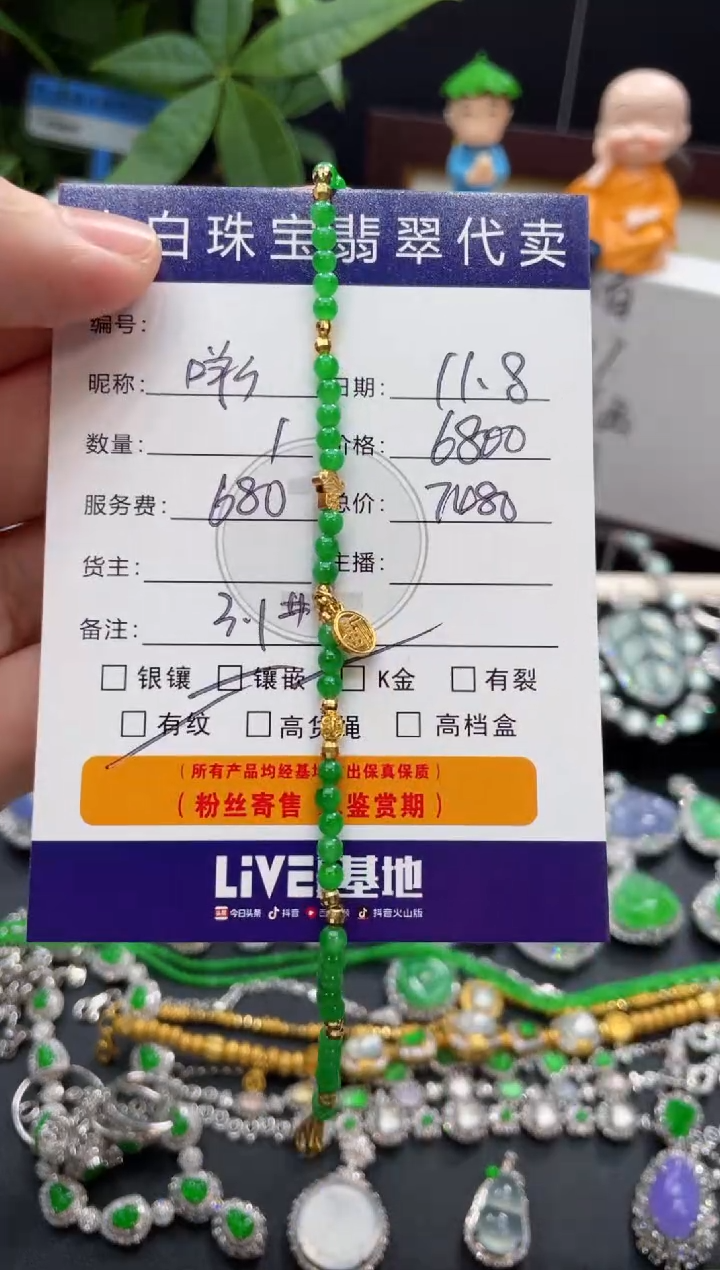 白珠宝翡翠代卖
编号:
昵称: 日期: 11.8
数量: 1 价格: 6800
服务费: 680 总价: 7480
货主: 主播:
备注: 3.1#
□ 银镶 □ 镶嵌 □ K金 □ 有裂
□ 有纹 □ 高货绳 □ 高档盒
(所有产品均经基地 出保真保质)
(粉丝寄售 鉴赏期)
LiVE 基地
今日头条 抖音 抖音火山版